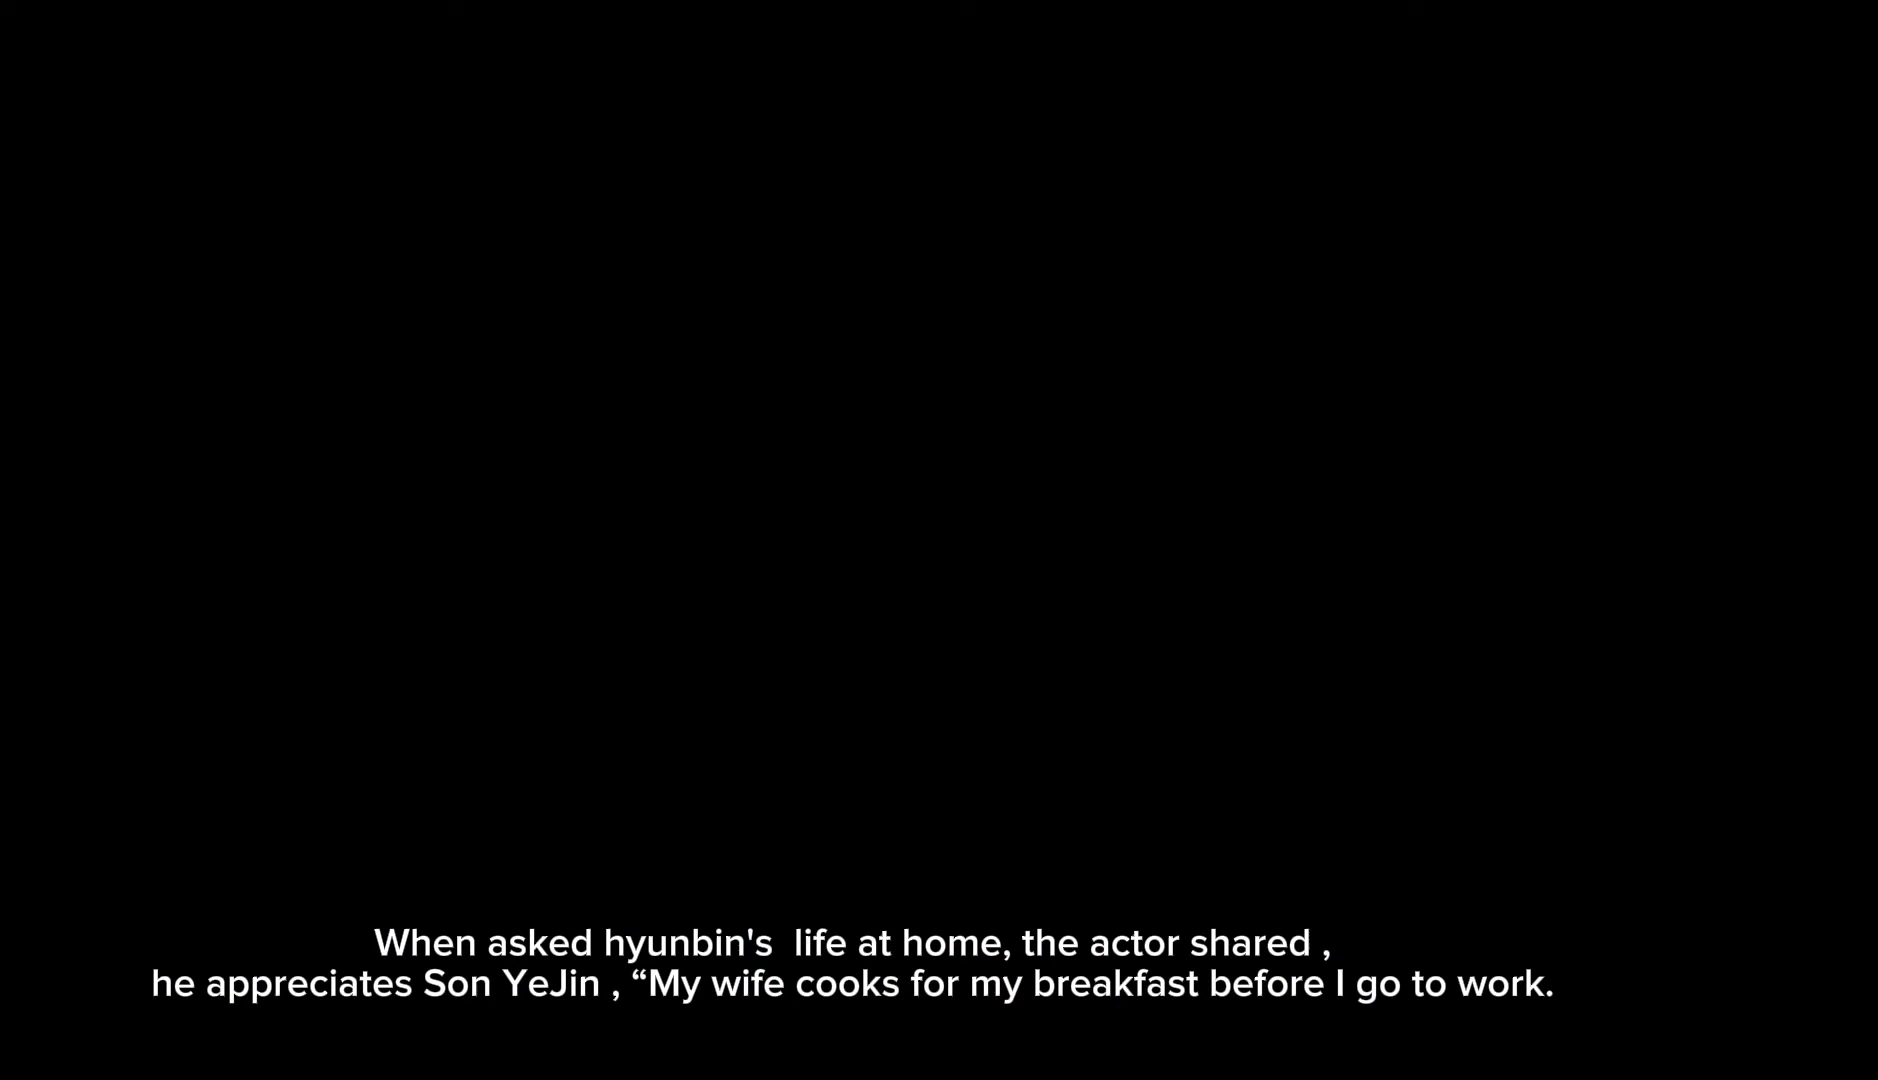 When asked hyunbin's  life at home, the actor shared ,
he appreciates Son YeJin , “My wife cooks for my breakfast before I go to work.